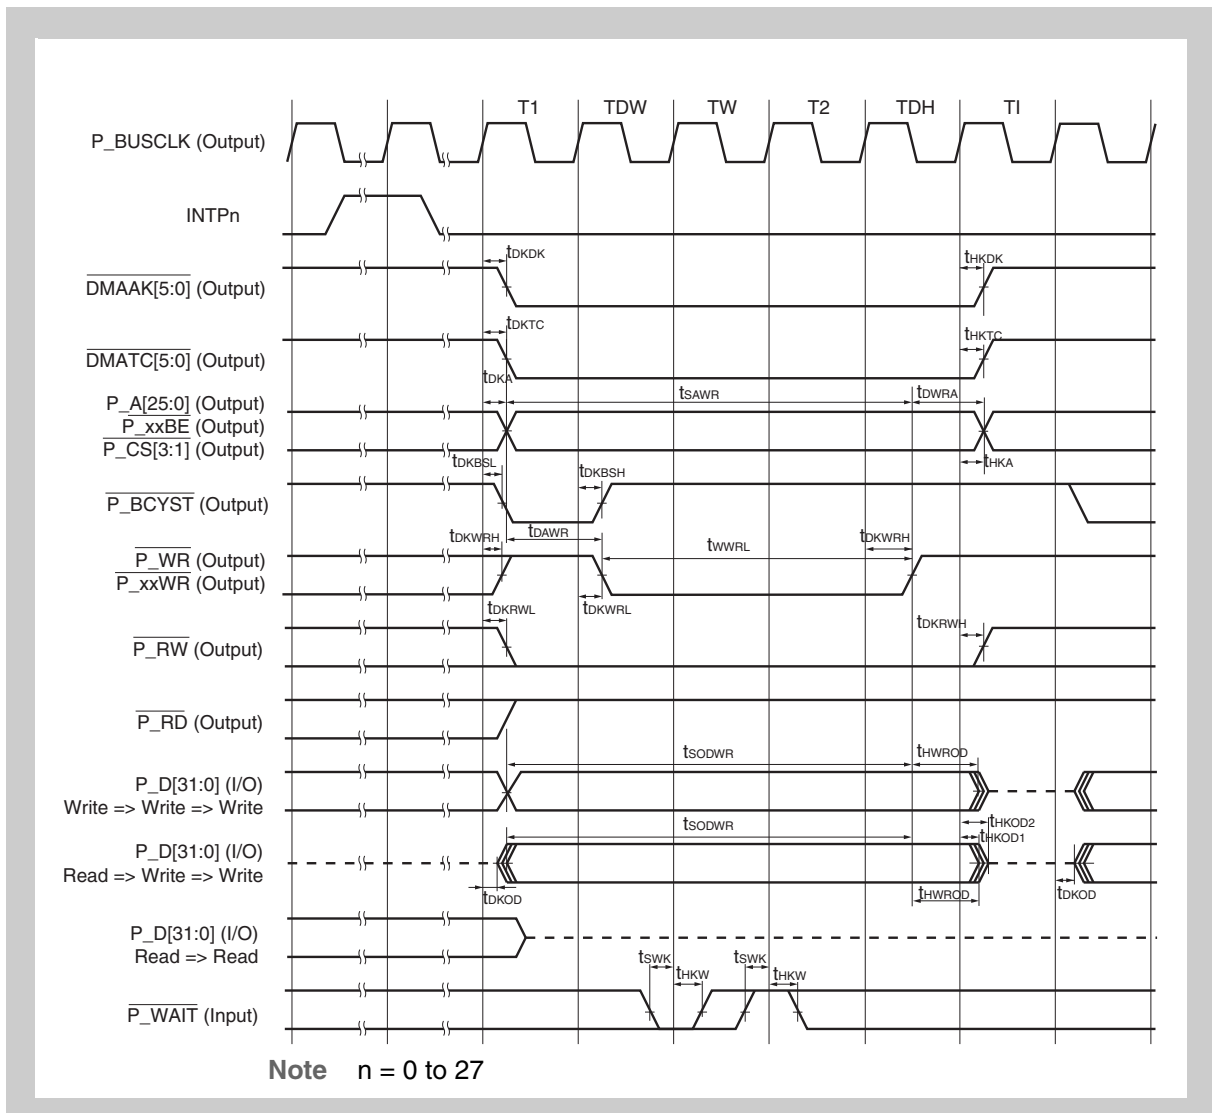 T1 TDW TW T2 TDH TI
P_BUSCLK (Output)
INTPn
tDKDK tHKDK
DMAAK[5:0] (Output)
tDKTC tHKTC
DMATC[5:0] (Output)
tDKA
P_A[25:0] (Output) tSAWR tDWRA
P_xxBE (Output)
P_CS[3:1] (Output)
tDKBSL tDKBSH tHKA
P_BCYST (Output)
tDKWRH tDAWR tWWRL tDKWRH
P_WR (Output)
P_xxWR (Output)
tDKRWL tDKWRL tDKRWH
P_RW (Output)
P_RD (Output)
tSODWR tHWROD
P_D[31:0] (I/O)
Write => Write => Write
tSODWR tHKOD2
tHKOD1
P_D[31:0] (I/O)
Read => Write => Write
tDKOD tHWROD tDKOD
P_D[31:0] (I/O)
Read => Read
tSWK tHKW tSWK tHKW
P_WAIT (Input)
Note n = 0 to 27